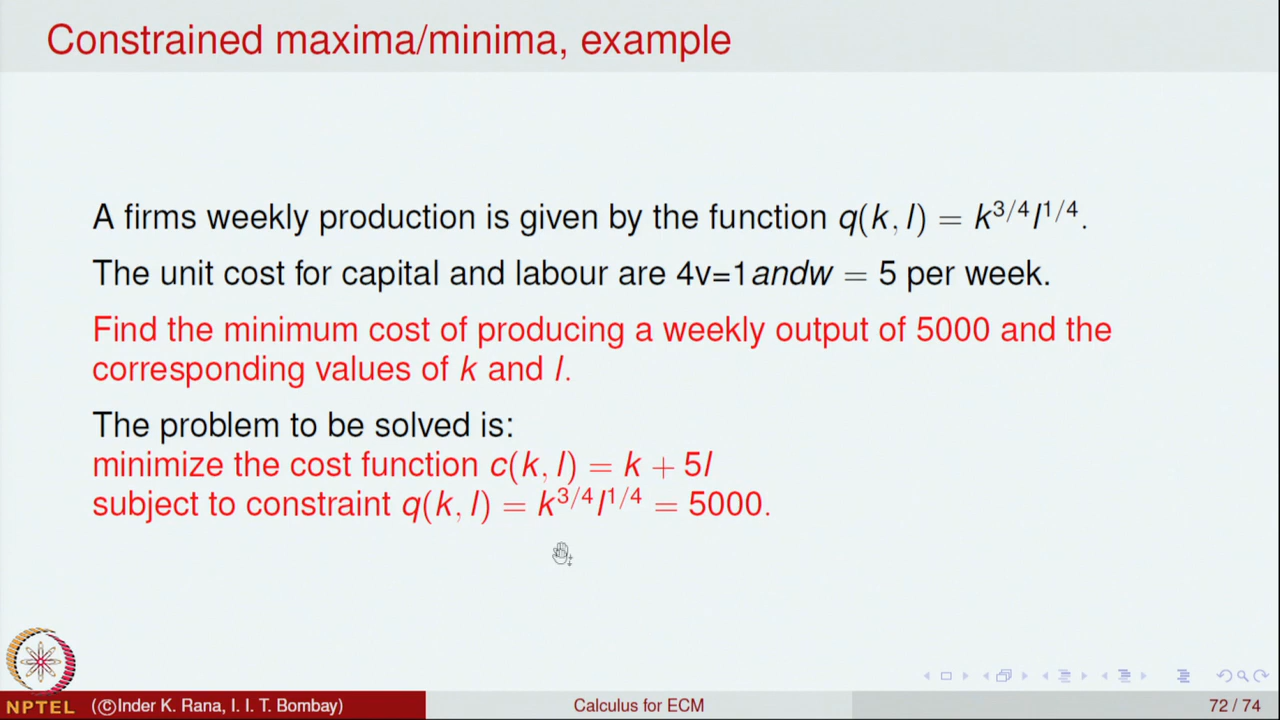 Constrained maxima/minima, example
A firms weekly production is given by the function q(k, l) = k^{3/4}l^{1/4}.
The unit cost for capital and labour are 4v=1andw = 5 per week.
Find the minimum cost of producing a weekly output of 5000 and the
corresponding values of k and l.
The problem to be solved is:
minimize the cost function c(k, l) = k + 5l
subject to constraint q(k, l) = k^{3/4}l^{1/4} = 5000.
NPTEL
(©Inder K. Rana, I. I. T. Bombay)
Calculus for ECM
72 / 74